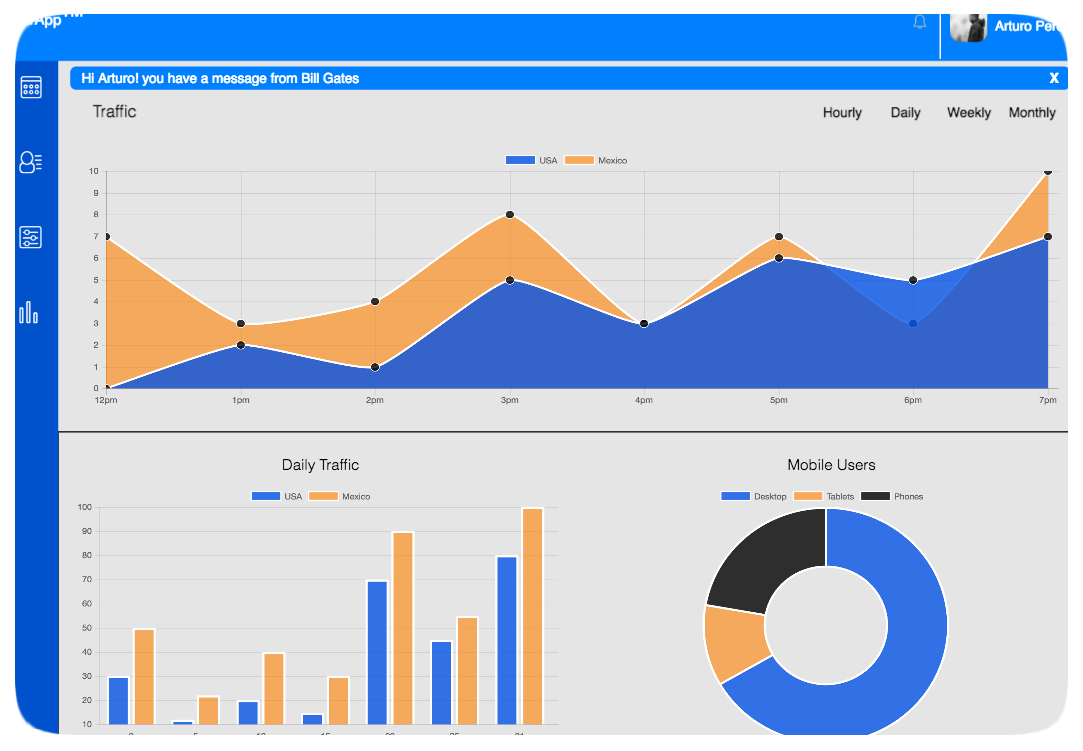 App™
Arturo
Hi Arturo! you have a message from Bill Gates X
Traffic Hourly Daily Weekly Monthly
USA Mexico
10
9
8
7
6
5
4
3
2
1
0
12pm 1pm 2pm 3pm 4pm 5pm 6pm 7pm
Daily Traffic
USA Mexico
100
90
80
70
60
50
40
30
20
10
Mobile Users
Desktop Tablets Phones